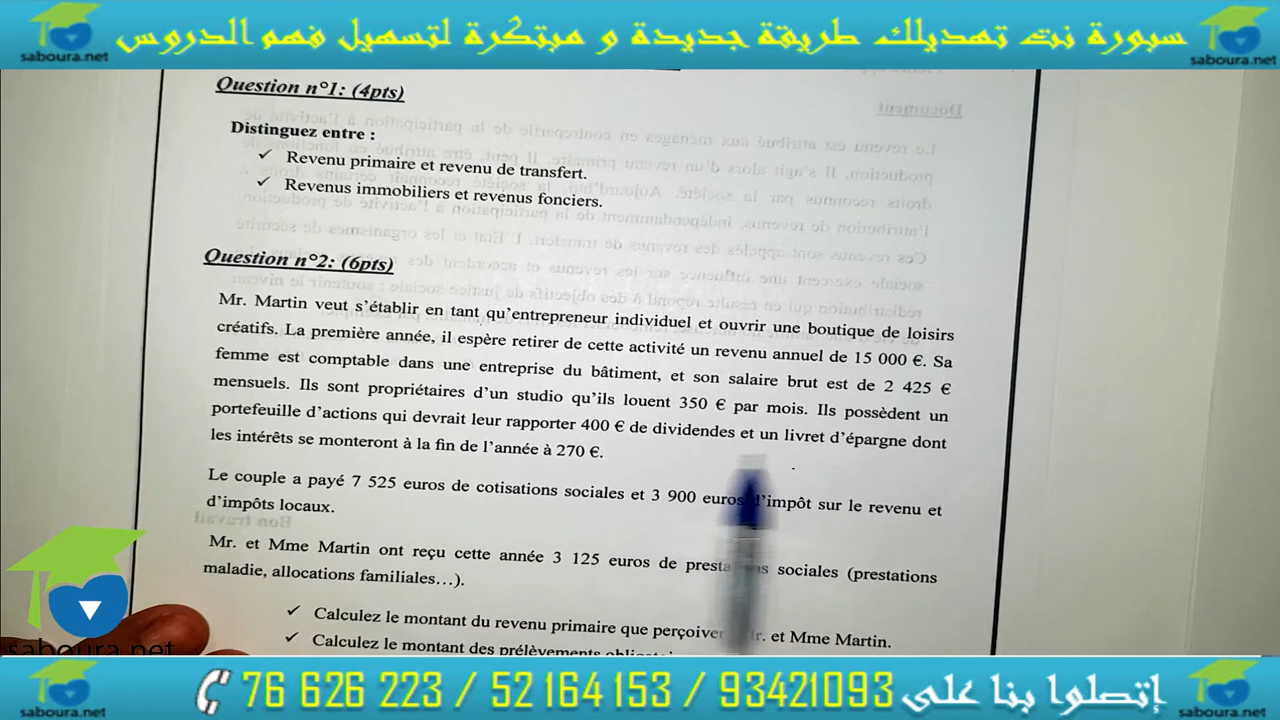 saboura.net
سبورة نت تهديلك طريقة جديدة و مبتكرة لتسهيل فهم الدروس
saboura.net
Question n°1: (4pts)
Distinguez entre :
✓ Revenu primaire et revenu de transfert.
✓ Revenus immobiliers et revenus fonciers.
Question n°2: (6pts)
Mr. Martin veut s'établir en tant qu'entrepreneur individuel et ouvrir une boutique de loisirs
créatifs. La première année, il espère retirer de cette activité un revenu annuel de 15 000 €. Sa
femme est comptable dans une entreprise du bâtiment, et son salaire brut est de 2 425 €
mensuels. Ils sont propriétaires d'un studio qu'ils louent 350 € par mois. Ils possèdent un
portefeuille d'actions qui devrait leur rapporter 400 € de dividendes et un livret d'épargne dont
les intérêts se monteront à la fin de l'année à 270 €.
Le couple a payé 7 525 euros de cotisations sociales et 3 900 euros d'impôt sur le revenu et
d'impôts locaux.
Mr. et Mme Martin ont reçu cette année 3 125 euros de sociales (prestations
maladie, allocations familiales…).
✓ Calculez le montant du revenu primaire que et Mme Martin.
✓ Calculez le montant des prélèvements
saboura.net
saboura.net
76 626 223 / 52 164 153 / 93421093 إتصلوا بنا على
saboura.net